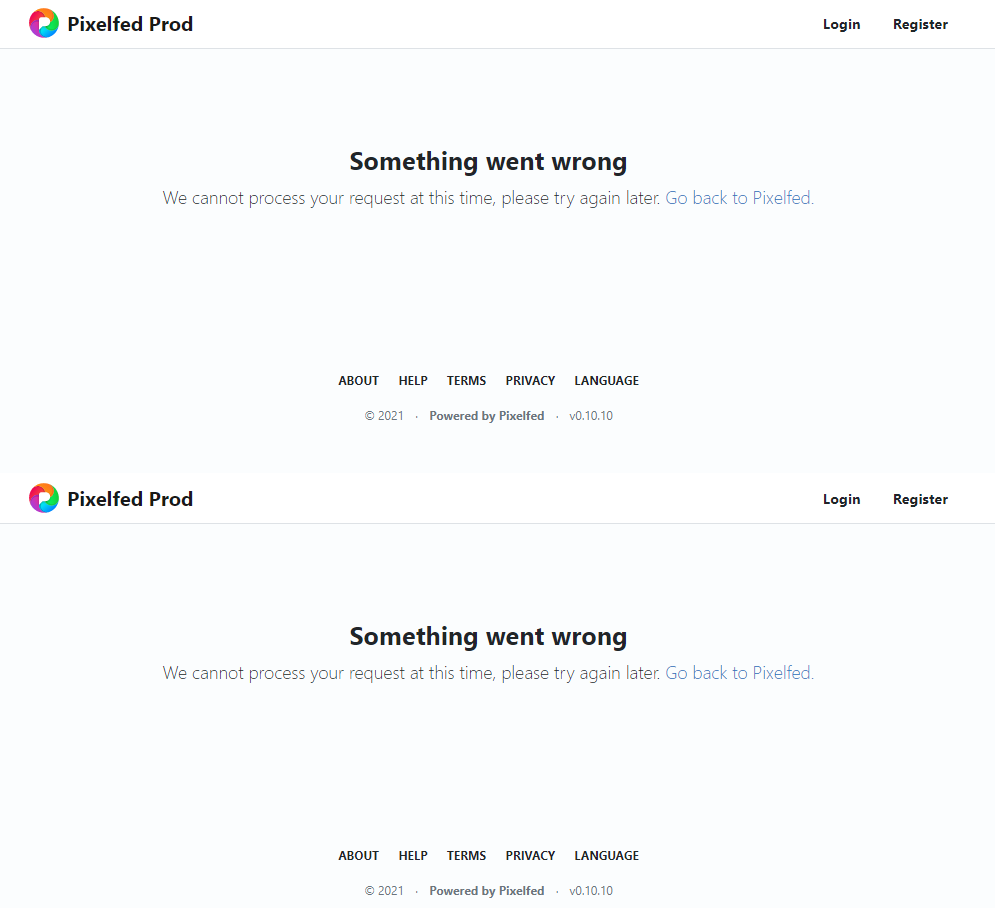 Pixelfed Prod Login Register
Something went wrong
We cannot process your request at this time, please try again later. Go back to Pixelfed.
ABOUT HELP TERMS PRIVACY LANGUAGE
© 2021 · Powered by Pixelfed · v0.10.10
Pixelfed Prod Login Register
Something went wrong
We cannot process your request at this time, please try again later. Go back to Pixelfed.
ABOUT HELP TERMS PRIVACY LANGUAGE
© 2021 · Powered by Pixelfed · v0.10.10